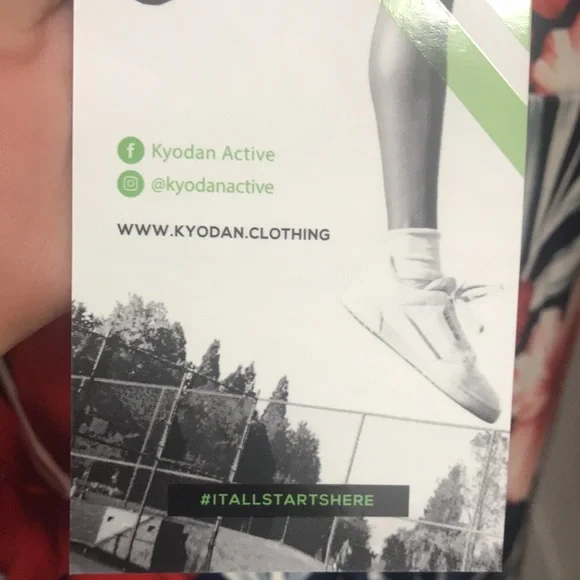 Kyodan Active
@kyodanactive
WWW.KYODAN.CLOTHING
#ITALLSTARTSHERE